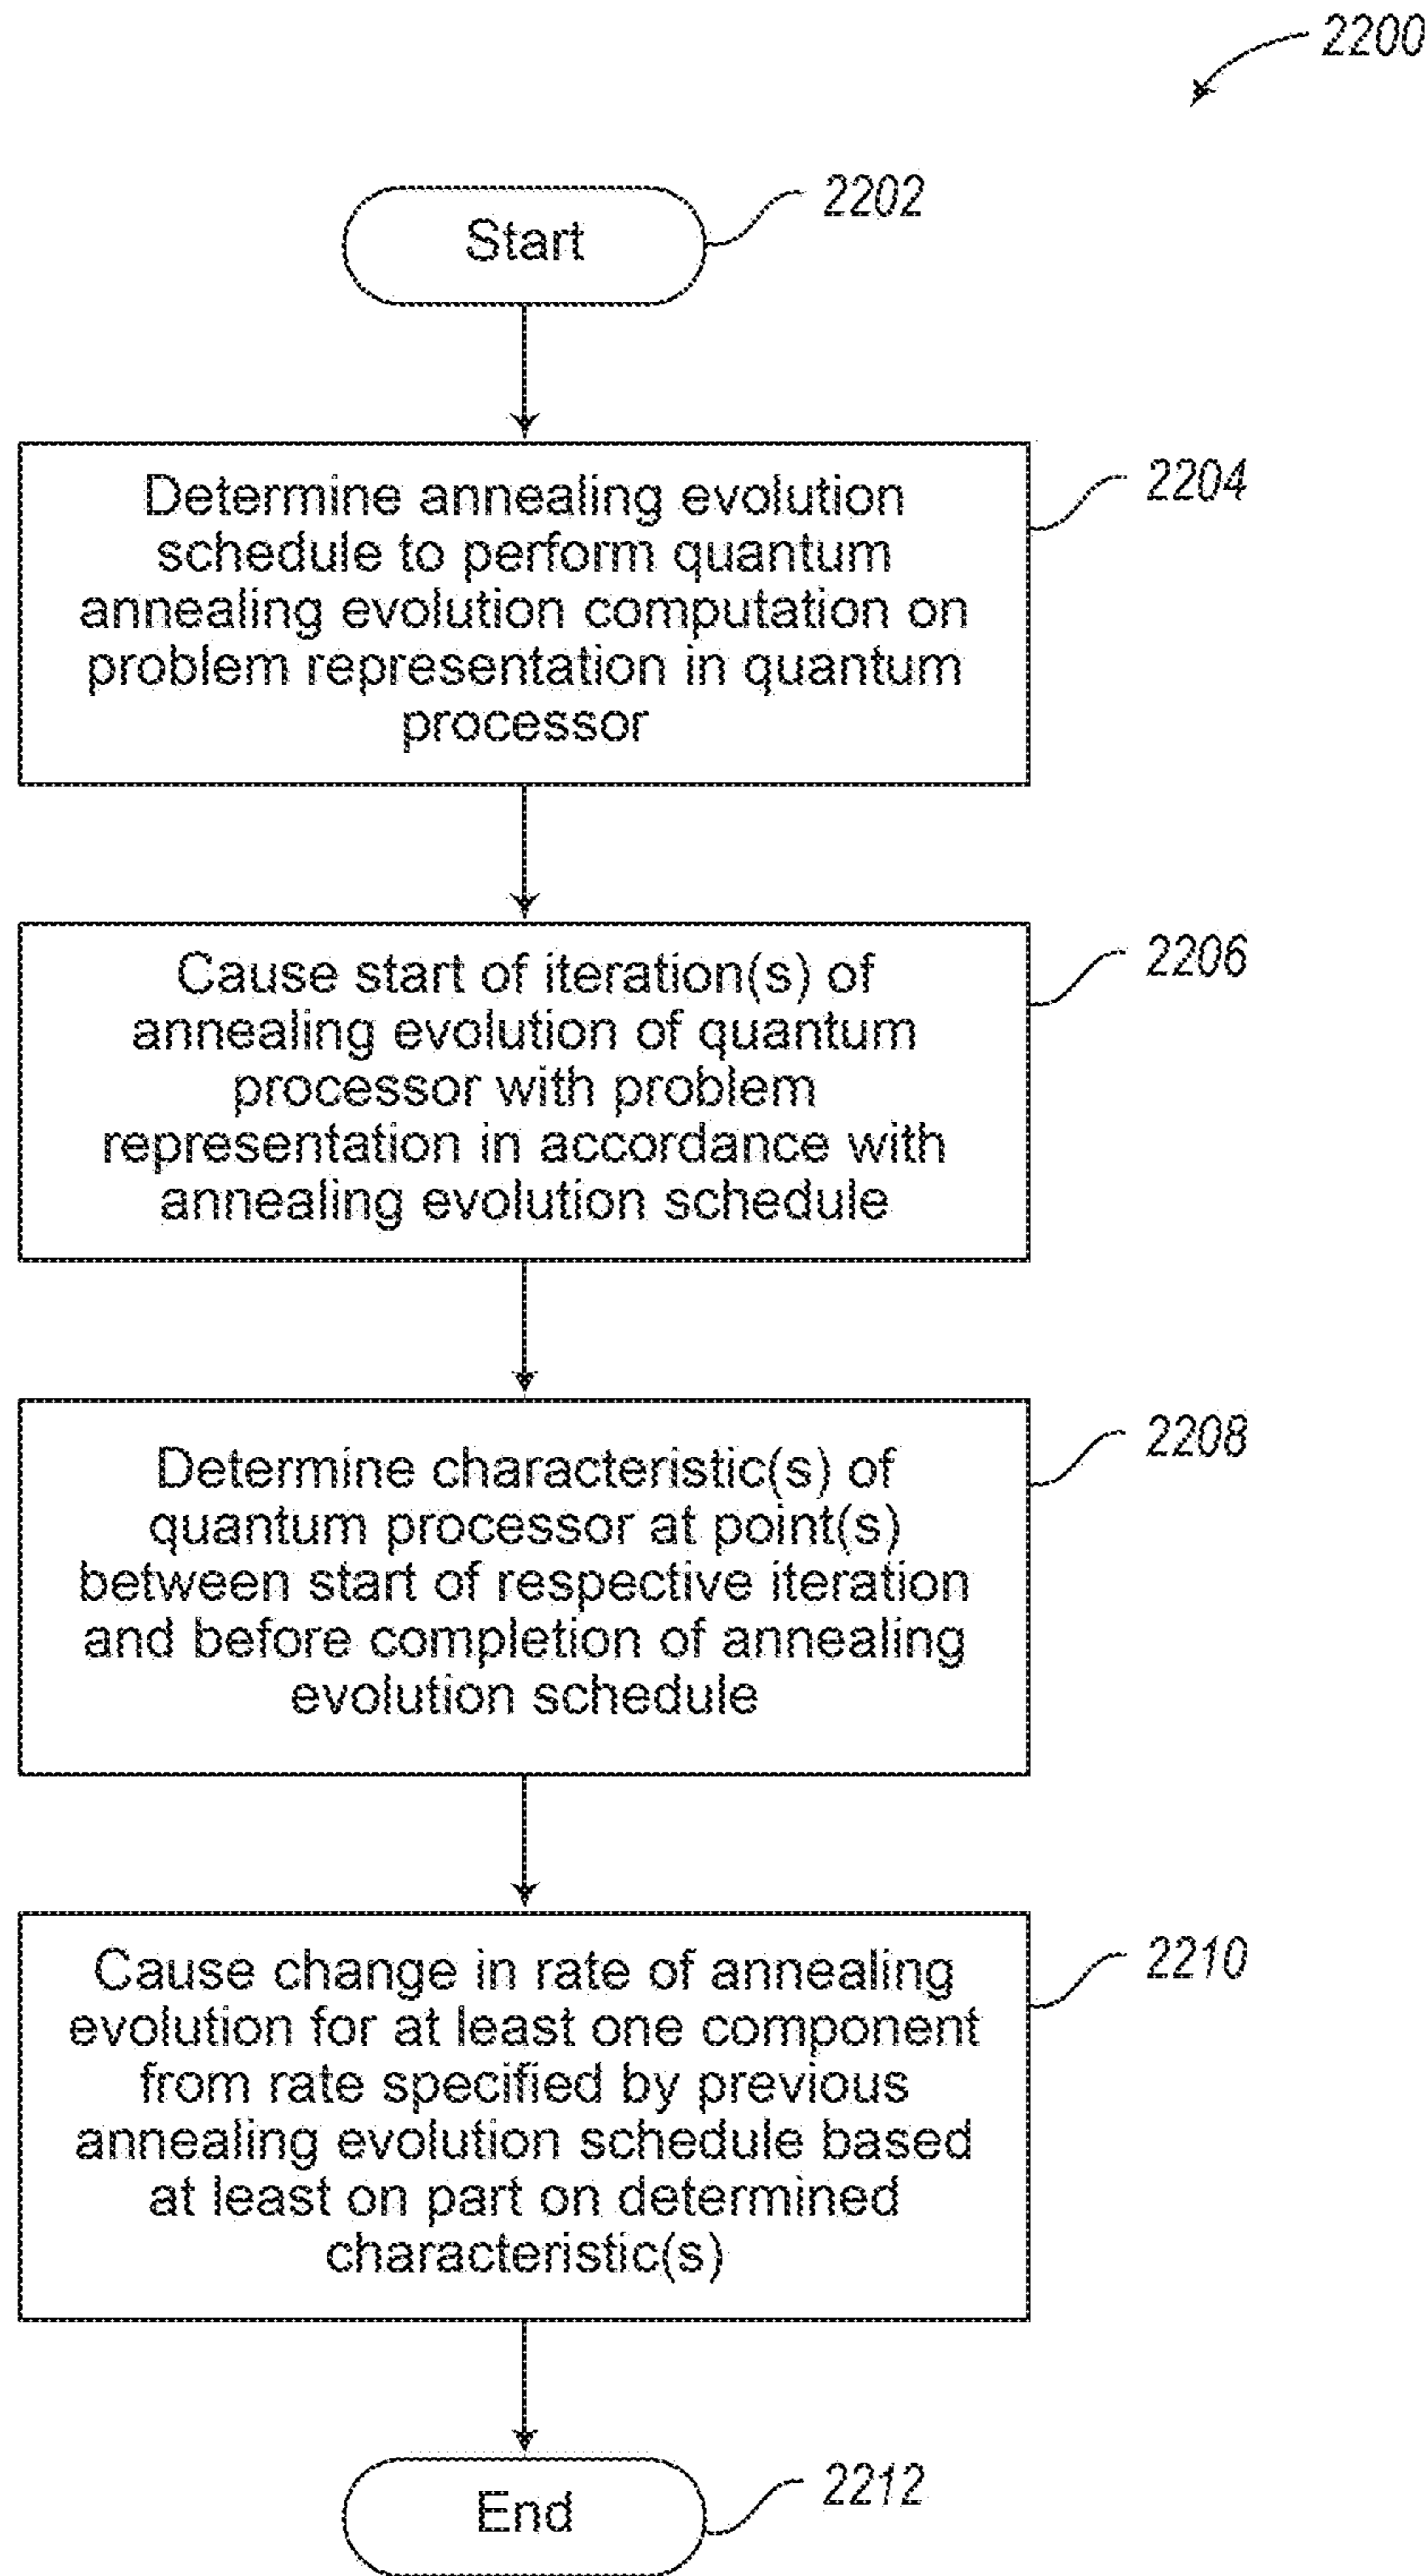 2200
Start
2202
Determine annealing evolution
schedule to perform quantum
annealing evolution computation on
problem representation in quantum
processor
2204
Cause start of iteration(s) of
annealing evolution of quantum
processor with problem
representation in accordance with
annealing evolution schedule
2206
Determine characteristic(s) of
quantum processor at point(s)
between start of respective iteration
and before completion of annealing
evolution schedule
2208
Cause change in rate of annealing
evolution for at least one component
from rate specified by previous
annealing evolution schedule based
at least on part on determined
characteristic(s)
2210
End
2212